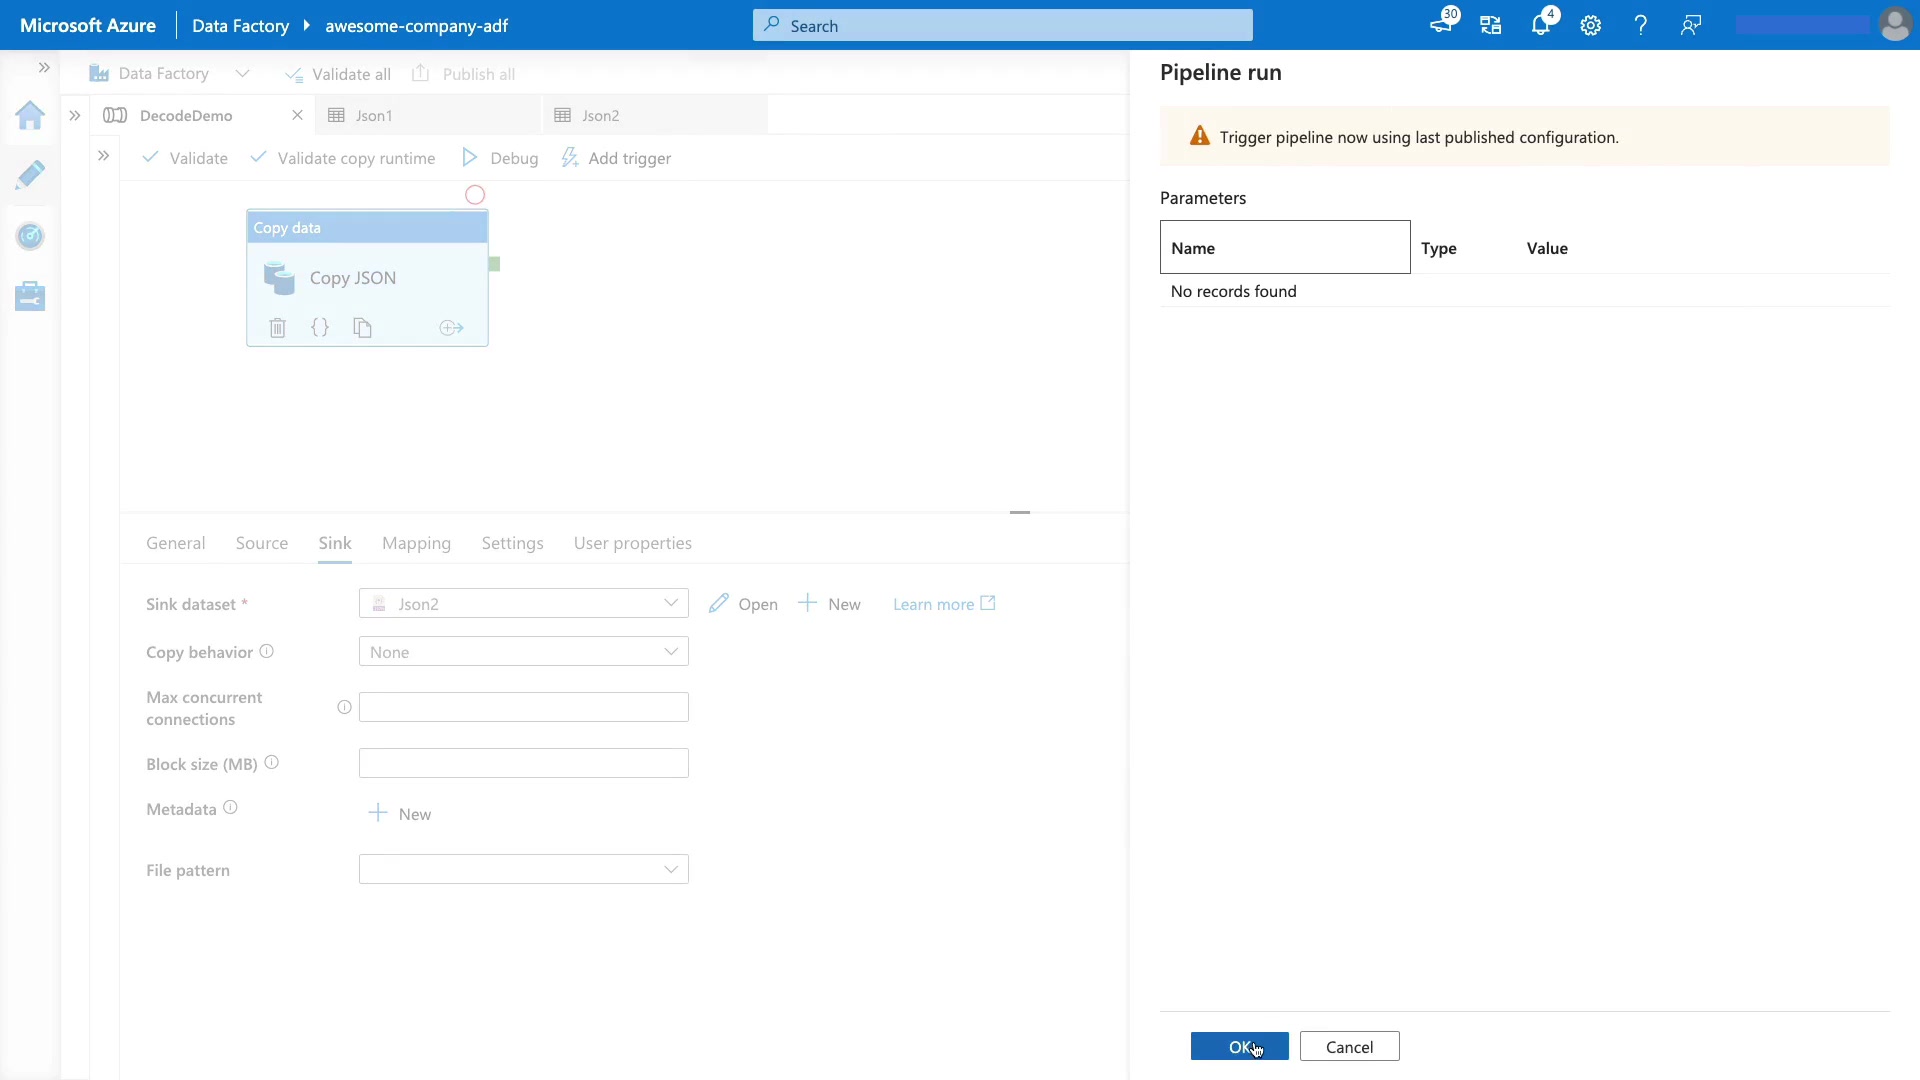 Microsoft Azure
Data Factory
awesome-company-adf
Search
30
4
Data Factory
Validate all
Publish all
DecodeDemo
Json1
Json2
Validate
Validate copy runtime
Debug
Add trigger
Copy data
Copy JSON
General
Source
Sink
Mapping
Settings
User properties
Sink dataset *
Json2
Open
New
Learn more
Copy behavior
None
Max concurrent
connections
Block size (MB)
Metadata
New
File pattern
Pipeline run
Trigger pipeline now using last published configuration.
Parameters
Name
Type
Value
No records found
OK
Cancel